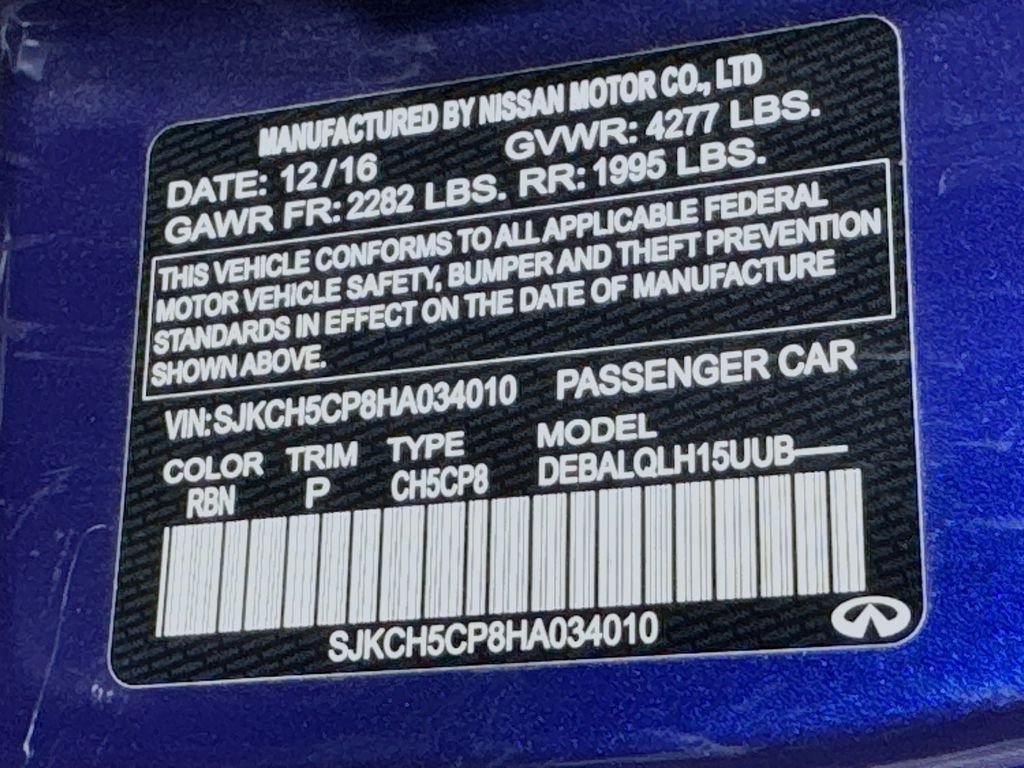 MANUFACTURED BY NISSAN MOTOR CO., LTD
DATE: 12/16 GVWR: 4277 LBS.
GAWR FR: 2282 LBS. RR: 1995 LBS.
THIS VEHICLE CONFORMS TO ALL APPLICABLE FEDERAL
MOTOR VEHICLE SAFETY, BUMPER AND THEFT PREVENTION
STANDARDS IN EFFECT ON THE DATE OF MANUFACTURE
SHOWN ABOVE.
VIN: SJKCH5CP8HA034010 PASSENGER CAR
COLOR TRIM TYPE MODEL
RBN P CH5CP8 DEBALQLH15UUB——
SJKCH5CP8HA034010